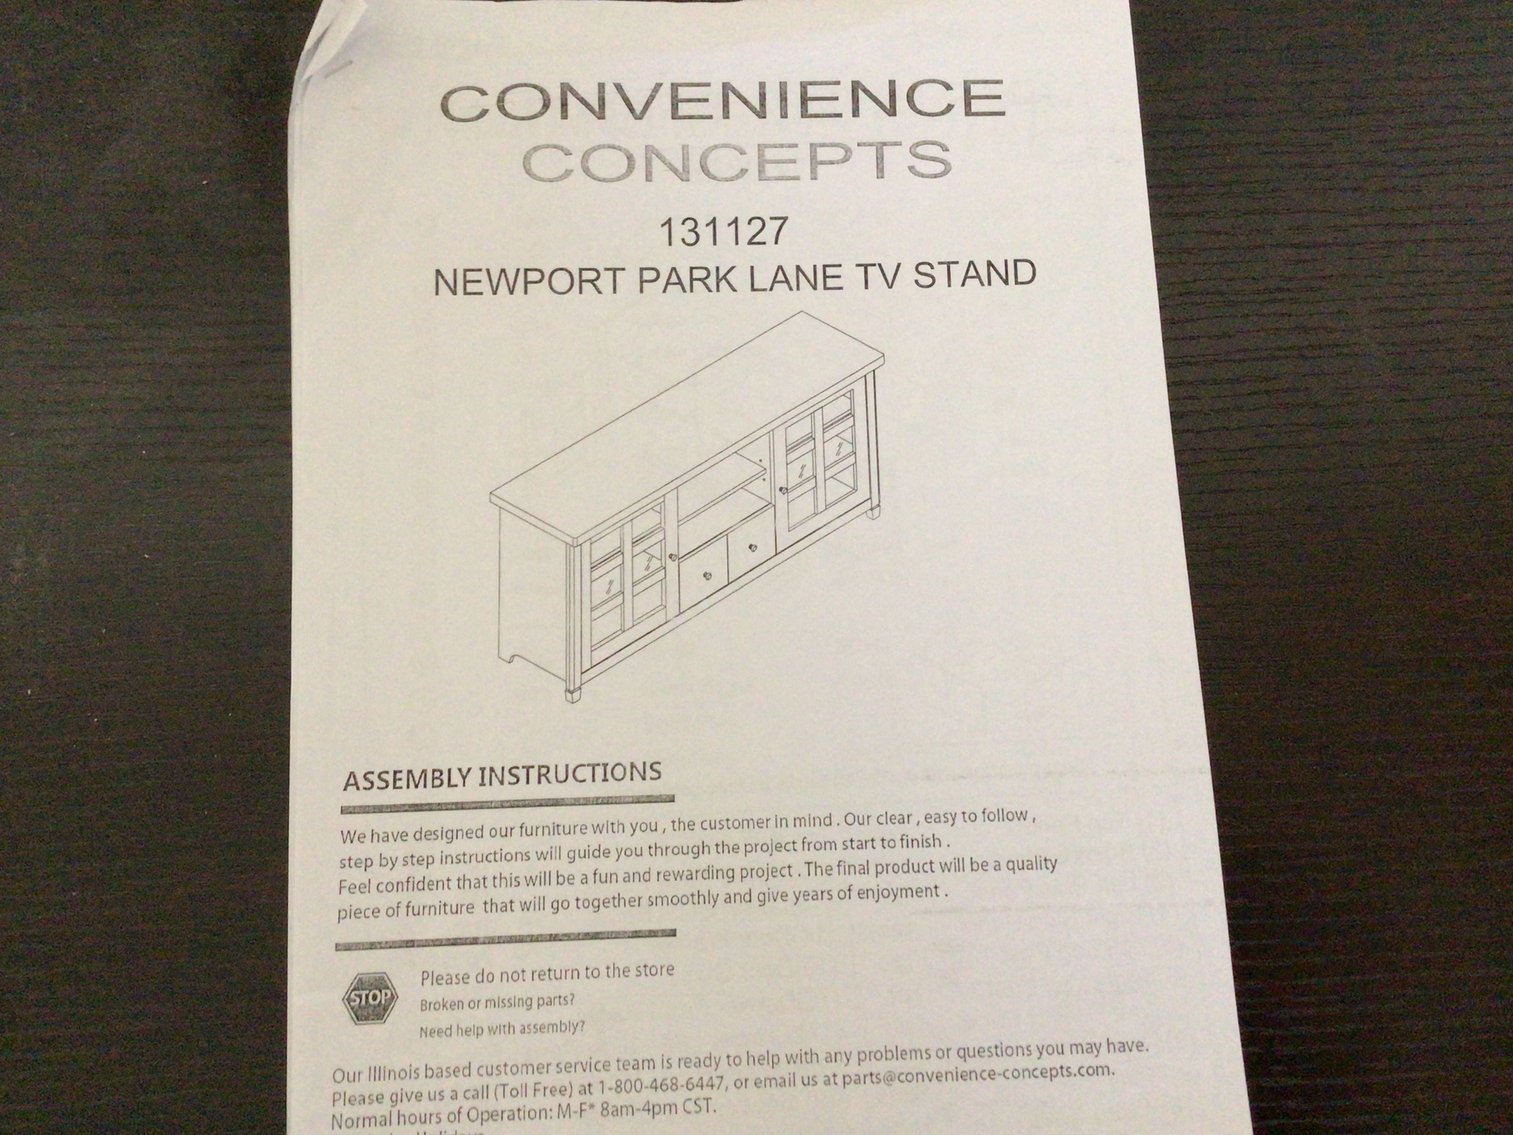 CONVENIENCE
CONCEPTS
131127
NEWPORT PARK LANE TV STAND
ASSEMBLY INSTRUCTIONS
We have designed our furniture with you , the customer in mind . Our clear , easy to follow ,
step by step instructions will guide you through the project from start to finish .
Feel confident that this will be a fun and rewarding project . The final product will be a quality
piece of furniture that will go together smoothly and give years of enjoyment .
STOP
Please do not return to the store
Broken or missing parts?
Need help with assembly?
Our Illinois based customer service team is ready to help with any problems or questions you may have.
Please give us a call (Toll Free) at 1-800-468-6447, or email us at parts@convenience-concepts.com.
Normal hours of Operation: M-F* 8am-4pm CST.